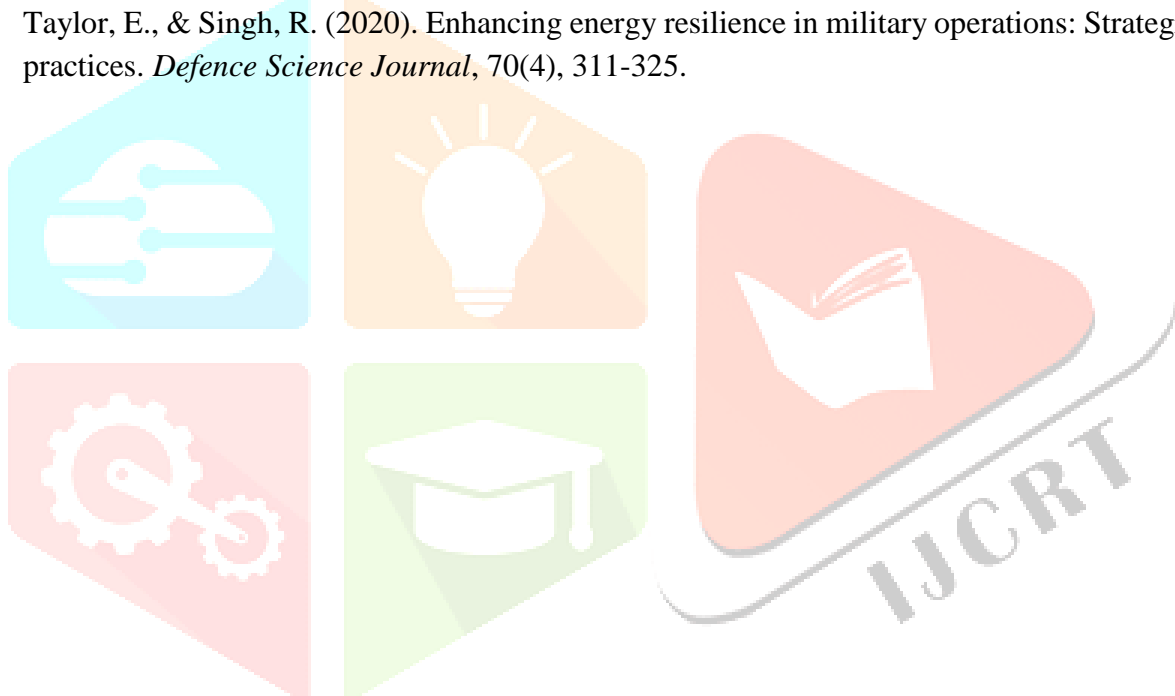 Taylor, E., & Singh, R. (2020). Enhancing energy resilience in military operations: Strateg
practices. Defence Science Journal, 70(4), 311-325.
IJCRT